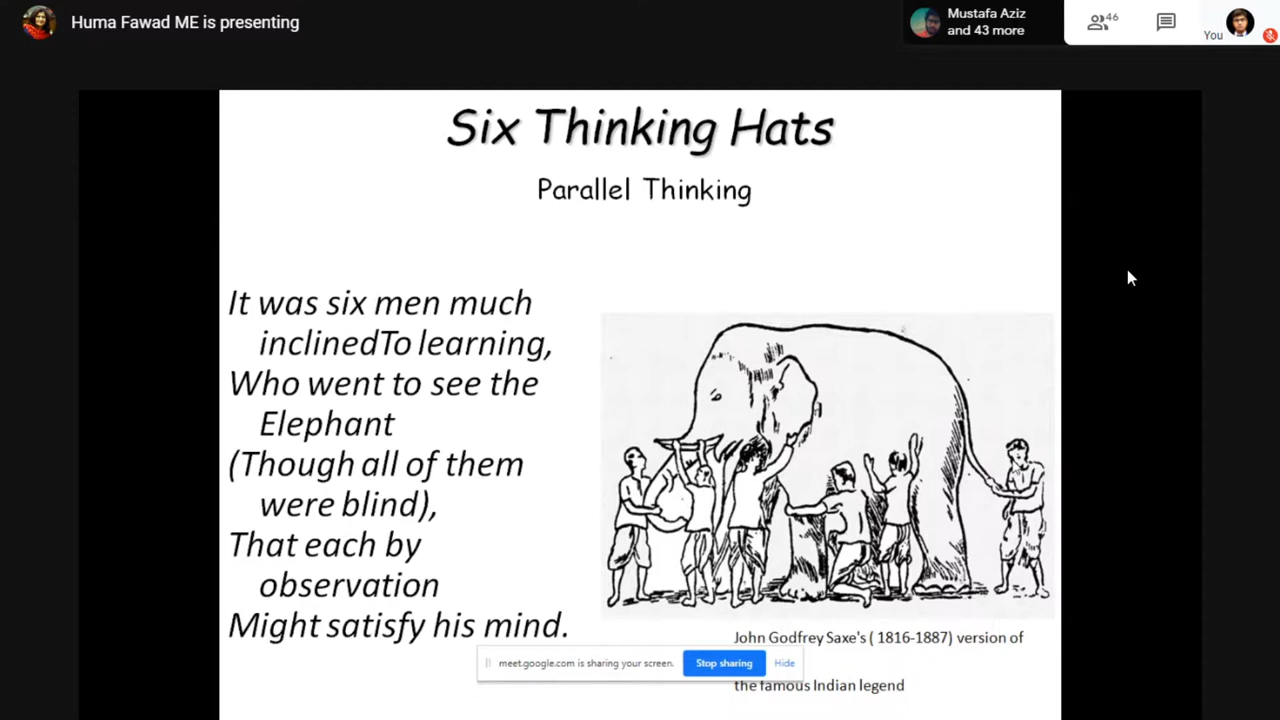 Huma Fawad ME is presenting
Mustafa Aziz
and 43 more
46
You
Six Thinking Hats
Parallel Thinking
It was six men much
inclinedTo learning,
Who went to see the
Elephant
(Though all of them
were blind),
That each by
observation
Might satisfy his mind.
John Godfrey Saxe's ( 1816-1887) version of
the famous Indian legend
meet.google.com is sharing your screen.
Stop sharing
Hide